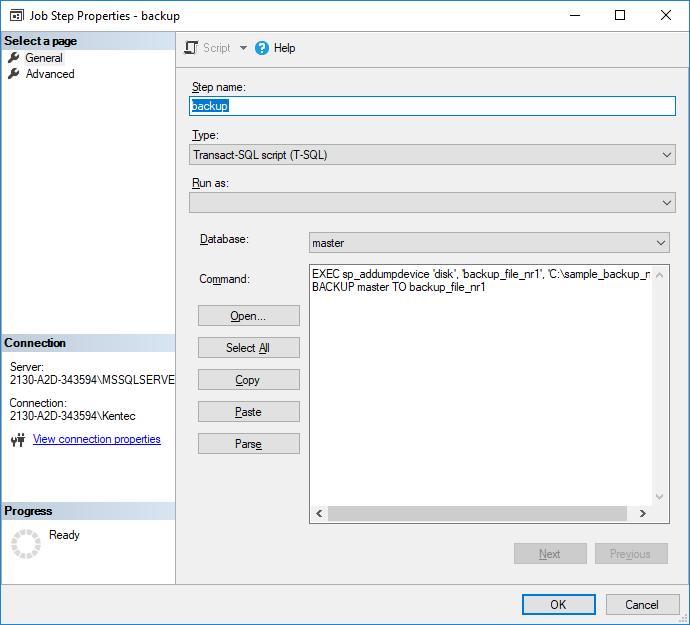 Job Step Properties - backup
Select a page
General
Advanced
Script
Help
Step name:
backup
Type:
Transact-SQL script (T-SQL)
Run as:
Database:
master
Command:
EXEC sp_addumpdevice 'disk', 'backup_file_nr1', 'C:\sample_backup_n
BACKUP master TO backup_file_nr1
Open...
Select All
Copy
Paste
Parse
Connection
Server:
2130-A2D-343594\MSSQLSERVE
Connection:
2130-A2D-343594\Kentec
View connection properties
Progress
Ready
Next
Previous
OK
Cancel